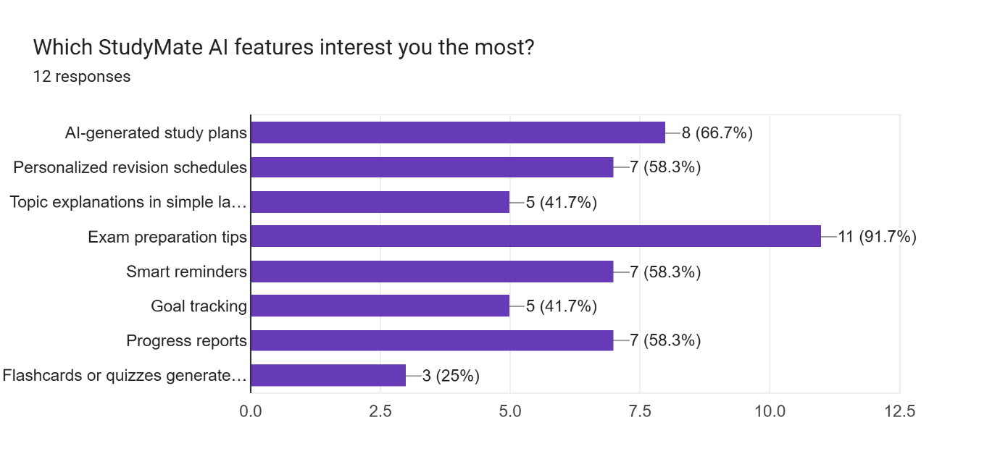 Which StudyMate AI features interest you the most?
12 responses
AI-generated study plans 8 (66.7%)
Personalized revision schedules 7 (58.3%)
Topic explanations in simple la… 5 (41.7%)
Exam preparation tips 11 (91.7%)
Smart reminders 7 (58.3%)
Goal tracking 5 (41.7%)
Progress reports 7 (58.3%)
Flashcards or quizzes generate… 3 (25%)
0.0 2.5 5.0 7.5 10.0 12.5